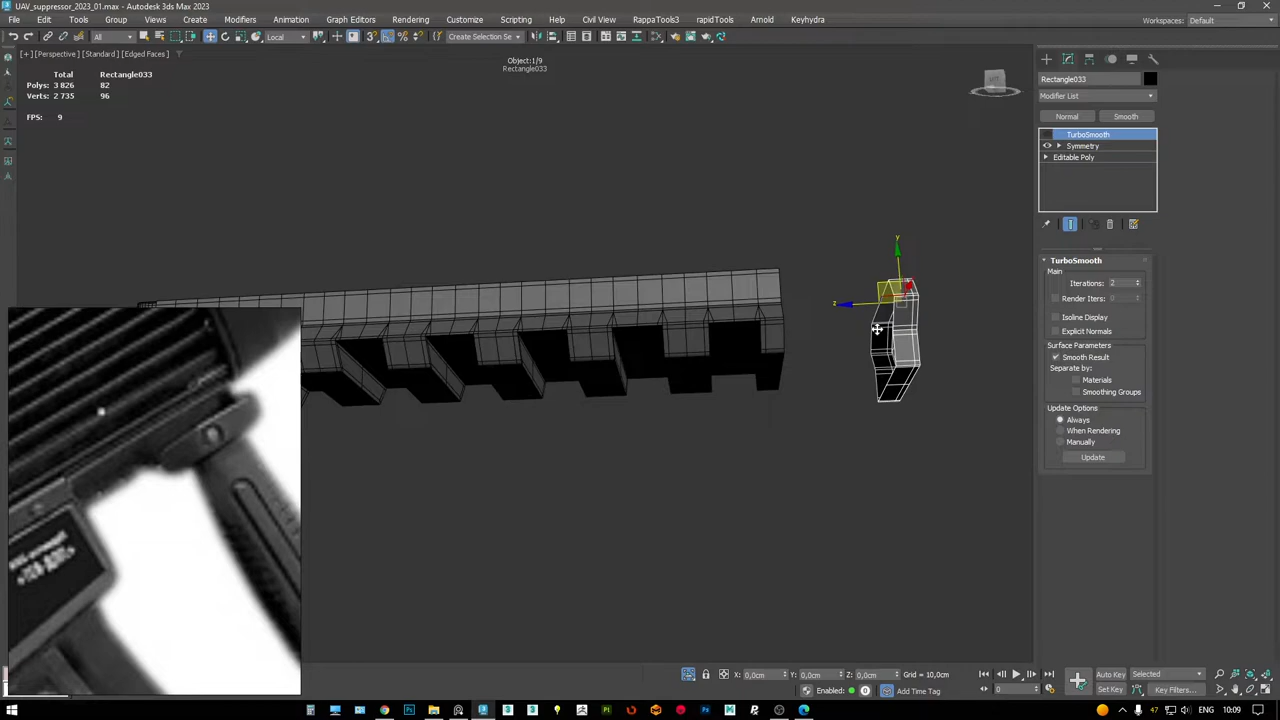 UAV_suppressor_2023_01.max - Autodesk 3ds Max 2023
File Edit Tools Group Views Create Modifiers Animation Graph Editors Rendering Customize Scripting Help Civil View RappaTools3 rapidTools Arnold Keyhydra
Workspaces: Default
All
Local
Create Selection Se
[+] [Perspective] [Standard] [Edged Faces]
Object:1/9
Rectangle033
Total Rectangle033
Polys: 3 826 82
Verts: 2 735 96
FPS: 9
y
z
Rectangle033
Modifier List
Normal Smooth
TurboSmooth
Symmetry
Editable Poly
TurboSmooth
Main
Iterations: 2
Render Iters: 0
Isoline Display
Explicit Normals
Surface Parameters
Smooth Result
Separate by:
Materials
Smoothing Groups
Update Options
Always
When Rendering
Manually
Update
X: 0,0cm Y: 0,0cm Z: 0,0cm Grid = 10,0cm
Enabled: Add Time Tag
Auto Key Selected
Set Key Key Filters...
0
47 ENG 10:09